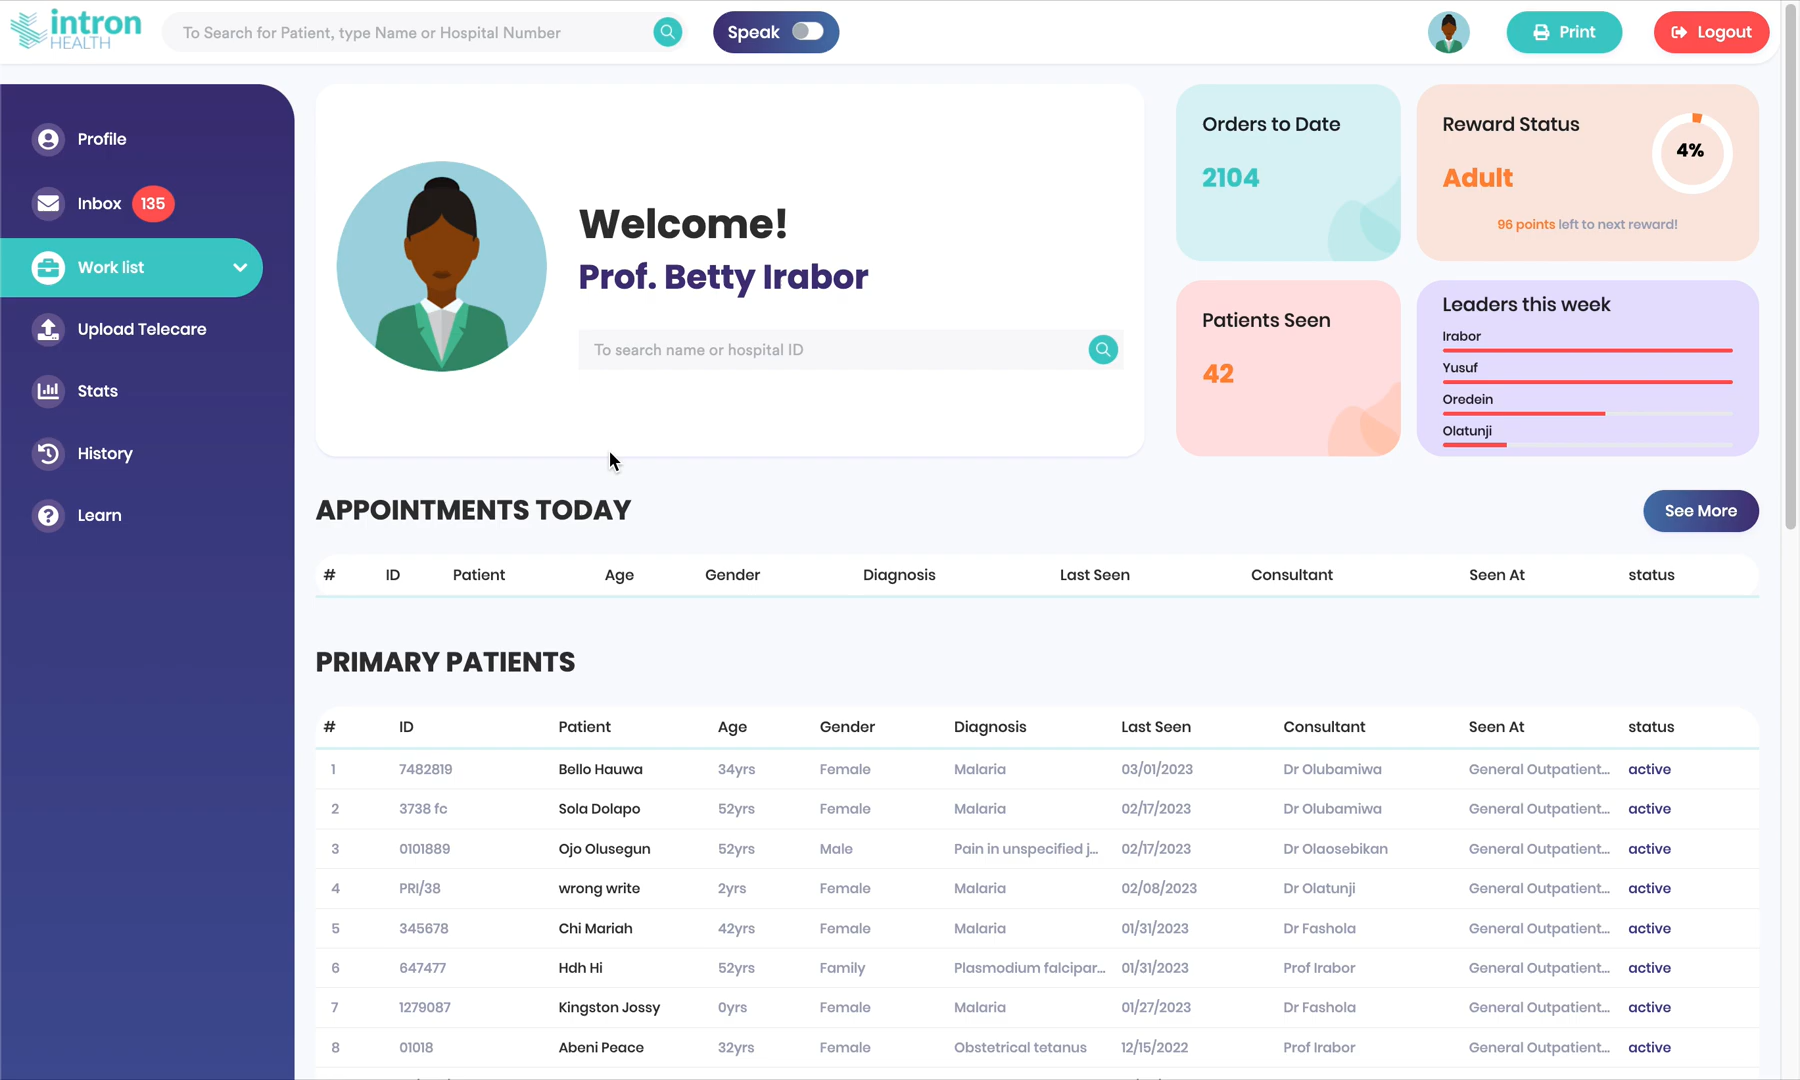 intron
HEALTH
To Search for Patient, type Name or Hospital Number
Speak
Print
Logout
Profile
Inbox 135
Work list
Upload Telecare
Stats
History
Learn
Welcome!
Prof. Betty Irabor
To search name or hospital ID
Orders to Date
2104
Reward Status
4%
Adult
96 points left to next reward!
Patients Seen
42
Leaders this week
Irabor
Yusuf
Oredein
Olatunji
APPOINTMENTS TODAY
See More
# ID Patient Age Gender Diagnosis Last Seen Consultant Seen At status
PRIMARY PATIENTS
# ID Patient Age Gender Diagnosis Last Seen Consultant Seen At status
1 7482819 Bello Hauwa 34yrs Female Malaria 03/01/2023 Dr Olubamiwa General Outpatient... active
2 3738 fc Sola Dolapo 52yrs Female Malaria 02/17/2023 Dr Olubamiwa General Outpatient... active
3 0101889 Ojo Olusegun 52yrs Male Pain in unspecified j... 02/17/2023 Dr Olaosebikan General Outpatient... active
4 PRI/38 wrong write 2yrs Female Malaria 02/08/2023 Dr Olatunji General Outpatient... active
5 345678 Chi Mariah 42yrs Female Malaria 01/31/2023 Dr Fashola General Outpatient... active
6 647477 Hdh Hi 52yrs Family Plasmodium falcipar... 01/31/2023 Prof Irabor General Outpatient... active
7 1279087 Kingston Jossy 0yrs Female Malaria 01/27/2023 Dr Fashola General Outpatient... active
8 01018 Abeni Peace 32yrs Female Obstetrical tetanus 12/15/2022 Prof Irabor General Outpatient... active